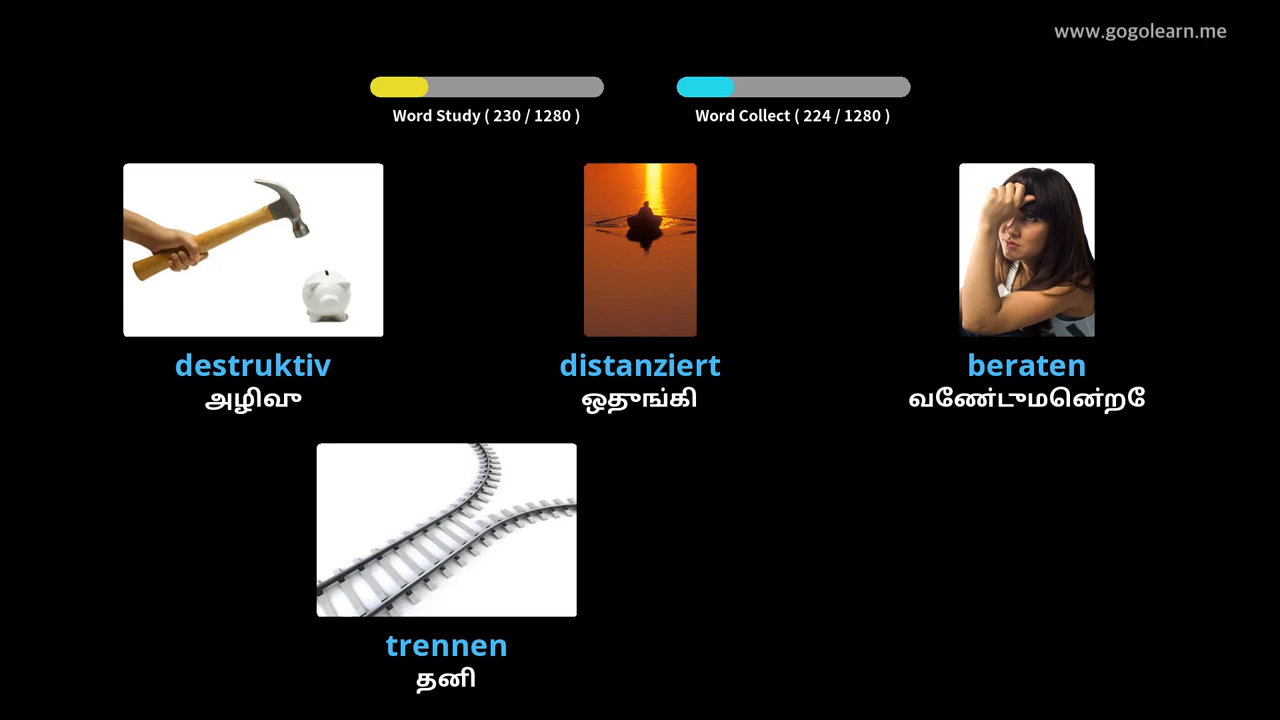 www.gogolearn.me
Word Study ( 230 / 1280 )
Word Collect ( 224 / 1280 )
destruktiv
distanziert
beraten
அழிவு
ஒதுங்கி
வேண்டுமென்றே
trennen
தனி